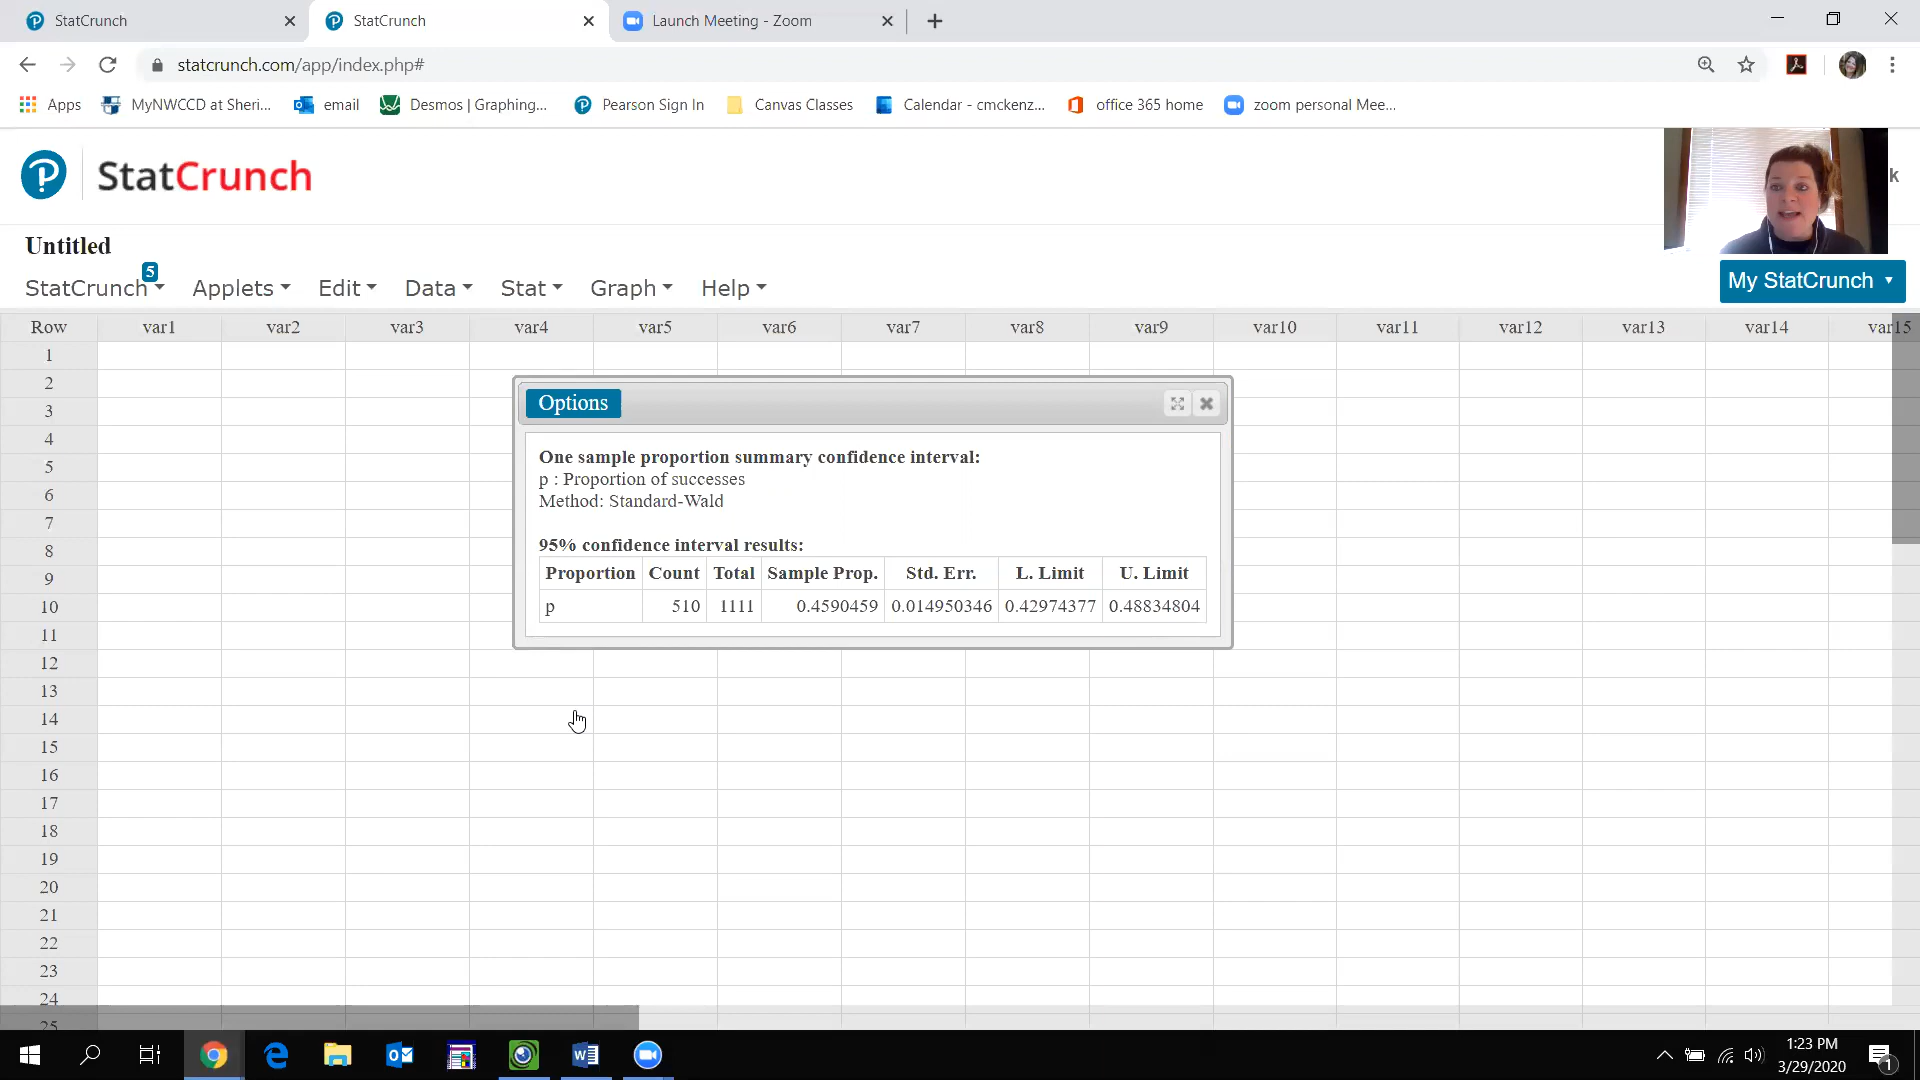 StatCrunch
StatCrunch
Launch Meeting - Zoom
statcrunch.com/app/index.php#
Apps
MyNWCCD at Sheri...
email
Desmos | Graphing...
Pearson Sign In
Canvas Classes
Calendar - cmckenz...
office 365 home
zoom personal Mee...
StatCrunch
k
Untitled
StatCrunch 5 Applets Edit Data Stat Graph Help
My StatCrunch
Row var1 var2 var3 var4 var5 var6 var7 var8 var9 var10 var11 var12 var13 var14 var15
1
2
3
4
5
6
7
8
9
10
11
12
13
14
15
16
17
18
19
20
21
22
23
24
25
Options
One sample proportion summary confidence interval:
p : Proportion of successes
Method: Standard-Wald
95% confidence interval results:
Proportion Count Total Sample Prop. Std. Err. L. Limit U. Limit
p 510 1111 0.4590459 0.014950346 0.42974377 0.48834804
1:23 PM
3/29/2020
1